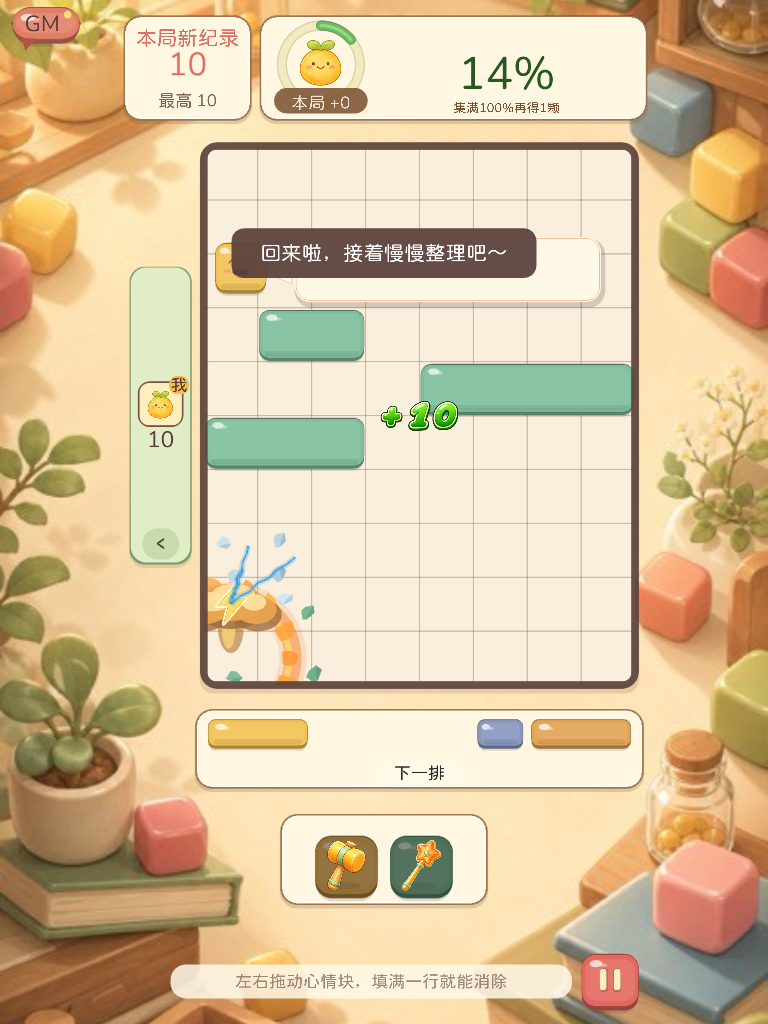 GM
本局新纪录
10
最高 10
本局 +0
14%
集满100%再得1颗
回来啦，接着慢慢整理吧～
我
10
<
+10
下一排
左右拖动心情块，填满一行就能消除